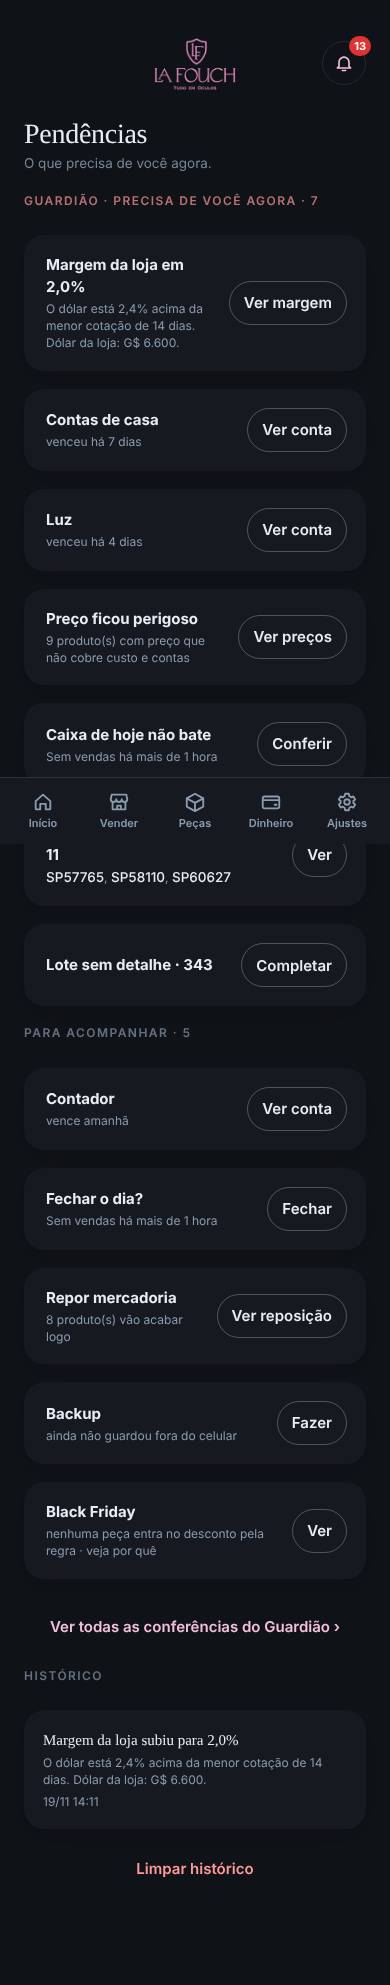 LF
LA FOUCH
Tudo em Óculos
13
Pendências
O que precisa de você agora.
GUARDIÃO · PRECISA DE VOCÊ AGORA · 7
Margem da loja em
2,0%
O dólar está 2,4% acima da
menor cotação de 14 dias.
Dólar da loja: G$ 6.600.
Ver margem
Contas de casa
venceu há 7 dias
Ver conta
Luz
venceu há 4 dias
Ver conta
Preço ficou perigoso
9 produto(s) com preço que
não cobre custo e contas
Ver preços
Caixa de hoje não bate
Sem vendas há mais de 1 hora
Conferir
Início
Vender
Peças
Dinheiro
Ajustes
11
SP57765, SP58110, SP60627
Ver
Lote sem detalhe · 343
Completar
PARA ACOMPANHAR · 5
Contador
vence amanhã
Ver conta
Fechar o dia?
Sem vendas há mais de 1 hora
Fechar
Repor mercadoria
8 produto(s) vão acabar
logo
Ver reposição
Backup
ainda não guardou fora do celular
Fazer
Black Friday
nenhuma peça entra no desconto pela
regra · veja por quê
Ver
Ver todas as conferências do Guardião ›
HISTÓRICO
Margem da loja subiu para 2,0%
O dólar está 2,4% acima da menor cotação de 14
dias. Dólar da loja: G$ 6.600.
19/11 14:11
Limpar histórico